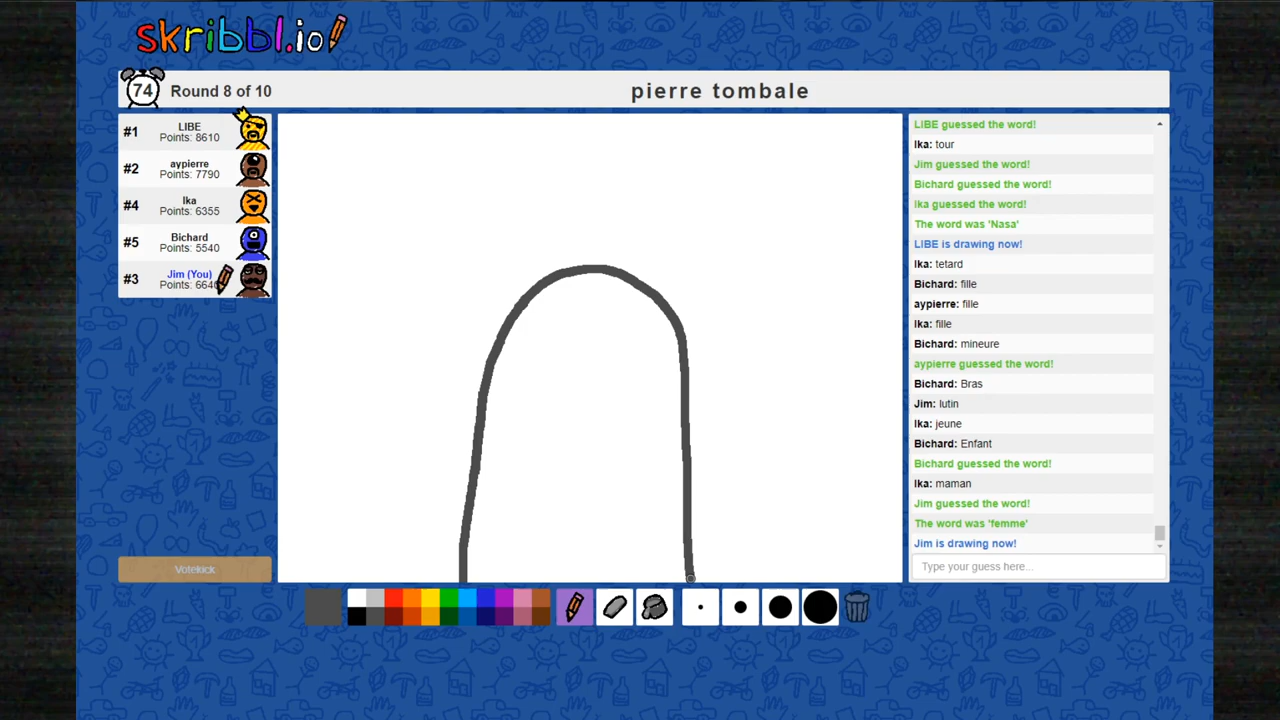 skribbl.io
74
Round 8 of 10
pierre tombale
#1
LIBE
Points: 8610
#2
aypierre
Points: 7790
#4
Ika
Points: 6355
#5
Bichard
Points: 5540
#3
Jim (You)
Points: 6640
Votekick
LIBE guessed the word!
Ika: tour
Jim guessed the word!
Bichard guessed the word!
Ika guessed the word!
The word was 'Nasa'
LIBE is drawing now!
Ika: tetard
Bichard: fille
aypierre: fille
Ika: fille
Bichard: mineure
aypierre guessed the word!
Bichard: Bras
Jim: lutin
Ika: jeune
Bichard: Enfant
Bichard guessed the word!
Ika: maman
Jim guessed the word!
The word was 'femme'
Jim is drawing now!
Type your guess here...